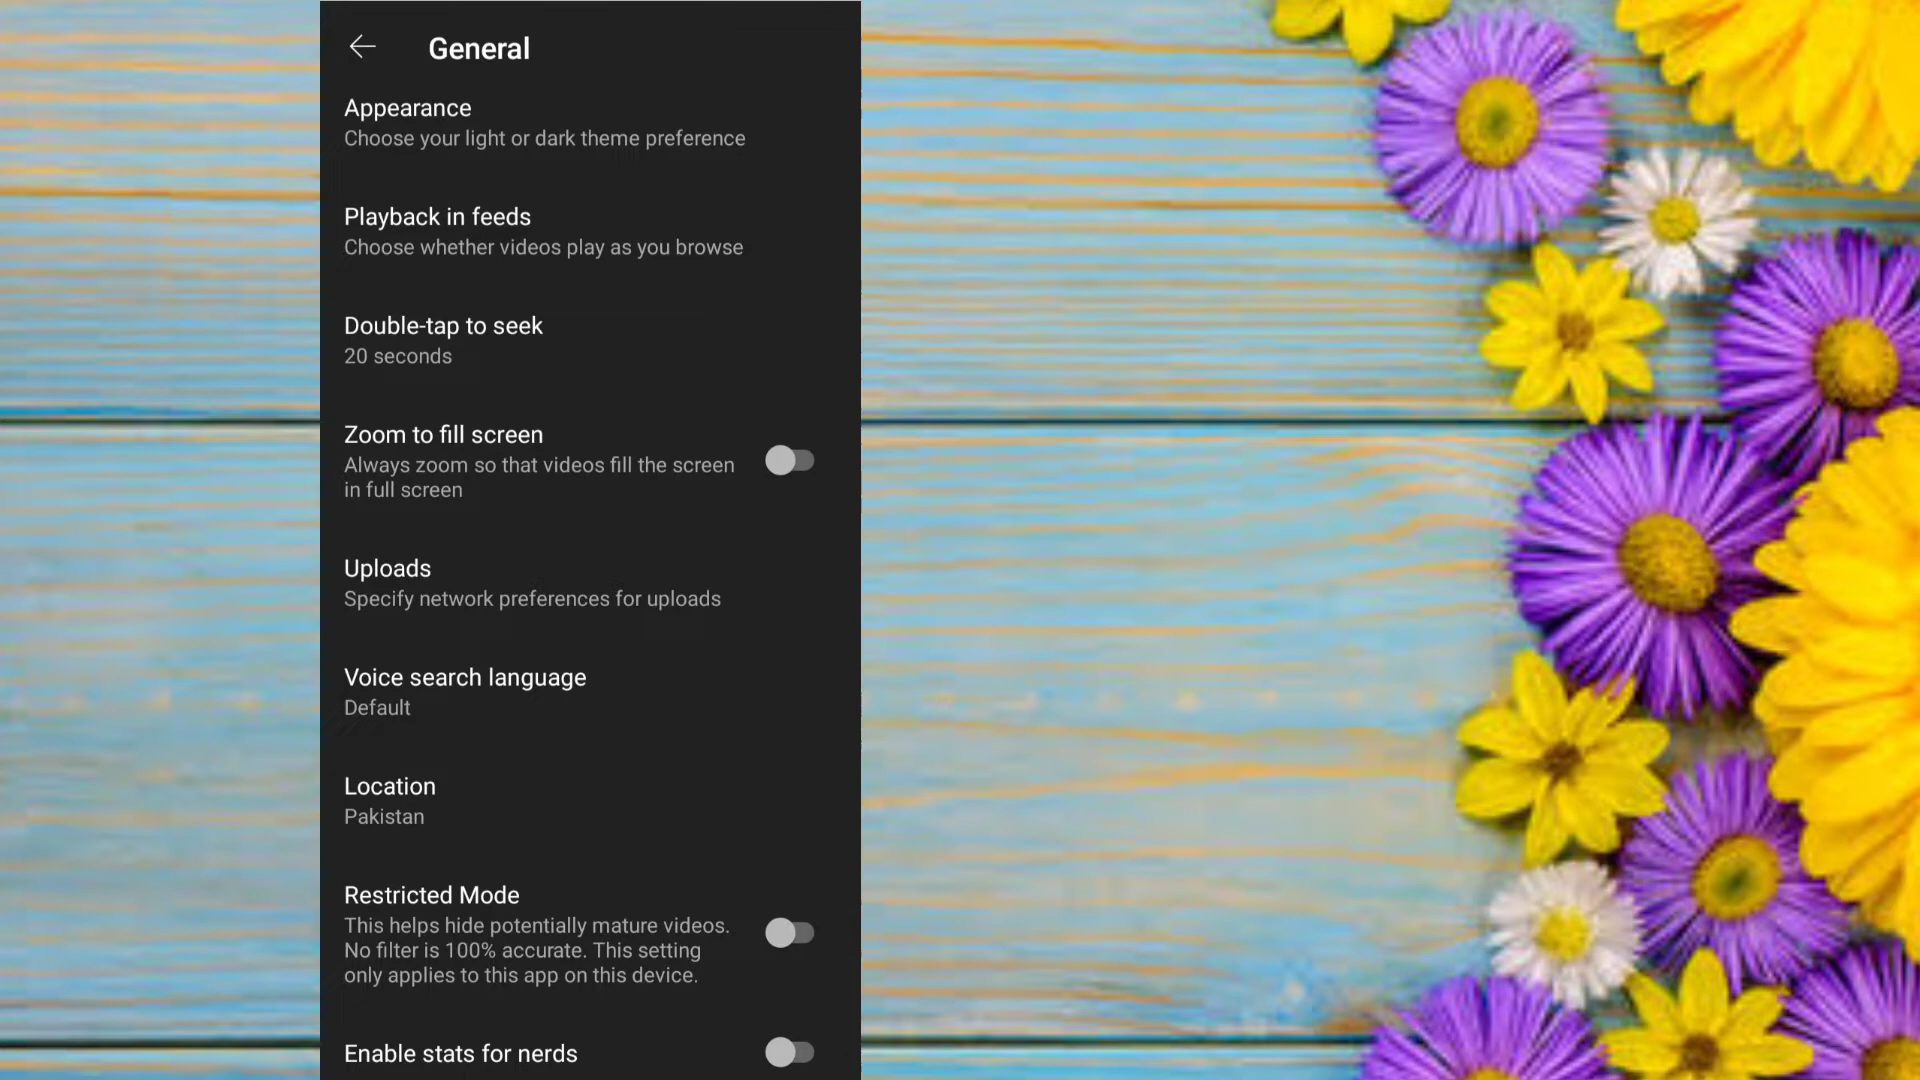 General
Appearance
Choose your light or dark theme preference
Playback in feeds
Choose whether videos play as you browse
Double-tap to seek
20 seconds
Zoom to fill screen
Always zoom so that videos fill the screen
in full screen
Uploads
Specify network preferences for uploads
Voice search language
Default
Location
Pakistan
Restricted Mode
This helps hide potentially mature videos.
No filter is 100% accurate. This setting
only applies to this app on this device.
Enable stats for nerds